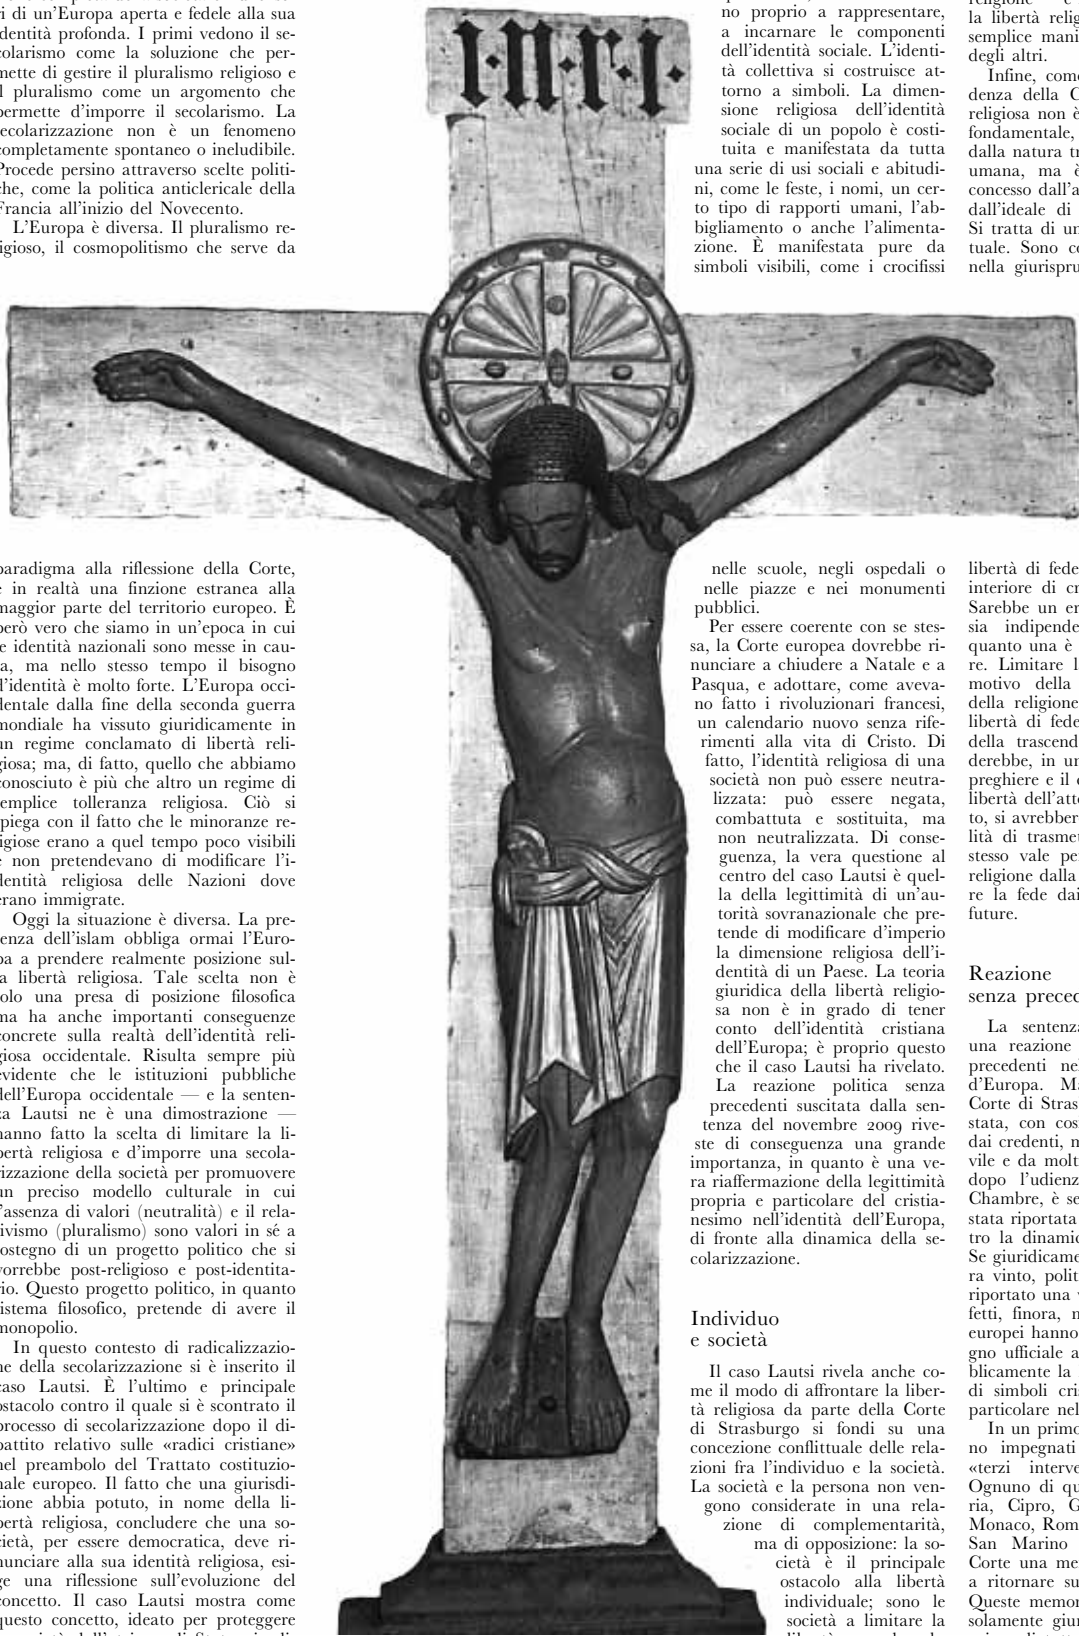 ri di un'Europa aperta e fedele alla sua
identità profonda. I primi vedono il se-
colarismo come la soluzione che per-
mette di gestire il pluralismo religioso e
il pluralismo come un argomento che
permette d'imporre il secolarismo. La
secolarizzazione non è un fenomeno
completamente spontaneo o ineludibile.
Procede persino attraverso scelte politi-
che, come la politica anticlericale della
Francia all'inizio del Novecento.
L'Europa è diversa. Il pluralismo re-
igioso, il cosmopolitismo che serve da
paradigma alla riflessione della Corte,
è in realtà una finzione estranea alla
maggior parte del territorio europeo. È
però vero che siamo in un'epoca in cui
e identità nazionali sono messe in cau-
a, ma nello stesso tempo il bisogno
d'identità è molto forte. L'Europa occi-
dentale dalla fine della seconda guerra
mondiale ha vissuto giuridicamente in
un regime conclamato di libertà reli-
giosa; ma, di fatto, quello che abbiamo
conosciuto è più che altro un regime di
emplice tolleranza religiosa. Ciò si
piega con il fatto che le minoranze re-
igiose erano a quel tempo poco visibili
e non pretendevano di modificare l'i-
dentità religiosa delle Nazioni dove
erano immigrate.
Oggi la situazione è diversa. La pre-
enza dell'islam obbliga ormai l'Euro-
pa a prendere realmente posizione sul-
a libertà religiosa. Tale scelta non è
olo una presa di posizione filosofica
ma ha anche importanti conseguenze
concrete sulla realtà dell'identità reli-
giosa occidentale. Risulta sempre più
evidente che le istituzioni pubbliche
dell'Europa occidentale — e la senten-
za Lautsi ne è una dimostrazione —
hanno fatto la scelta di limitare la li-
bertà religiosa e d'imporre una secola-
rizzazione della società per promuovere
un preciso modello culturale in cui
'assenza di valori (neutralità) e il rela-
ivismo (pluralismo) sono valori in sé a
ostegno di un progetto politico che si
vorrebbe post-religioso e post-identita-
rio. Questo progetto politico, in quanto
istema filosofico, pretende di avere il
monopolio.
In questo contesto di radicalizzazio-
ne della secolarizzazione si è inserito il
caso Lautsi. È l'ultimo e principale
ostacolo contro il quale si è scontrato il
processo di secolarizzazione dopo il di-
battito relativo sulle «radici cristiane»
nel preambolo del Trattato costituzio-
nale europeo. Il fatto che una giurisdi-
zione abbia potuto, in nome della li-
bertà religiosa, concludere che una so-
cietà, per essere democratica, deve ri-
nunciare alla sua identità religiosa, esi-
ge una riflessione sull'evoluzione del
concetto. Il caso Lautsi mostra come
questo concetto, ideato per proteggere
I·N·R·I·
no proprio a rappresentare,
a incarnare le componenti
dell'identità sociale. L'identi-
tà collettiva si costruisce at-
torno a simboli. La dimen-
sione religiosa dell'identità
sociale di un popolo è costi-
tuita e manifestata da tutta
una serie di usi sociali e abitudi-
ni, come le feste, i nomi, un cer-
to tipo di rapporti umani, l'ab-
bigliamento o anche l'alimenta-
zione. È manifestata pure da
simboli visibili, come i crocifissi
nelle scuole, negli ospedali o
nelle piazze e nei monumenti
pubblici.
Per essere coerente con se stes-
sa, la Corte europea dovrebbe ri-
nunciare a chiudere a Natale e a
Pasqua, e adottare, come aveva-
no fatto i rivoluzionari francesi,
un calendario nuovo senza rife-
rimenti alla vita di Cristo. Di
fatto, l'identità religiosa di una
società non può essere neutra-
lizzata: può essere negata,
combattuta e sostituita, ma
non neutralizzata. Di conse-
guenza, la vera questione al
centro del caso Lautsi è quel-
la della legittimità di un'au-
torità sovranazionale che pre-
tende di modificare d'imperio
la dimensione religiosa dell'i-
dentità di un Paese. La teoria
giuridica della libertà religio-
sa non è in grado di tener
conto dell'identità cristiana
dell'Europa; è proprio questo
che il caso Lautsi ha rivelato.
La reazione politica senza
precedenti suscitata dalla sen-
tenza del novembre 2009 rive-
ste di conseguenza una grande
importanza, in quanto è una ve-
ra riaffermazione della legittimità
propria e particolare del cristia-
nesimo nell'identità dell'Europa,
di fronte alla dinamica della se-
colarizzazione.
Individuo
e società
Il caso Lautsi rivela anche co-
me il modo di affrontare la liber-
tà religiosa da parte della Corte
di Strasburgo si fondi su una
concezione conflittuale delle rela-
zioni fra l'individuo e la società.
La società e la persona non ven-
gono considerate in una rela-
zione di complementarità,
ma di opposizione: la so-
cietà è il principale
ostacolo alla libertà
individuale; sono le
società a limitare la
la libertà relig
semplice mani
degli altri.
Infine, come
denza della C
religiosa non è
fondamentale,
dalla natura tr
umana, ma è
concesso dall'a
dall'ideale di
Si tratta di un
tuale. Sono co
nella giurispru
libertà di fede
interiore di cr
Sarebbe un er
sia indipende
quanto una è
re. Limitare l
motivo della
della religione
libertà di fede
della trascend
derebbe, in un
preghiere e il c
libertà dell'atto
to, si avrebber
lità di trasmet
stesso vale per
religione dalla
re la fede dai
future.
Reazione
senza preced
La sentenza
una reazione
precedenti nel
d'Europa. Ma
Corte di Stras
stata, con cos
dai credenti, m
vile e da molt
dopo l'udienz
Chambre, è se
stata riportata
tro la dinamic
Se giuridicame
ra vinto, polit
riportato una v
fetti, finora, n
europei hanno
gno ufficiale a
blicamente la
di simboli cris
particolare nel
In un primo
no impegnati
«terzi interve
Ognuno di qu
ria, Cipro, G
Monaco, Rom
San Marino
Corte una me
a ritornare su
Queste memor
solamente giur